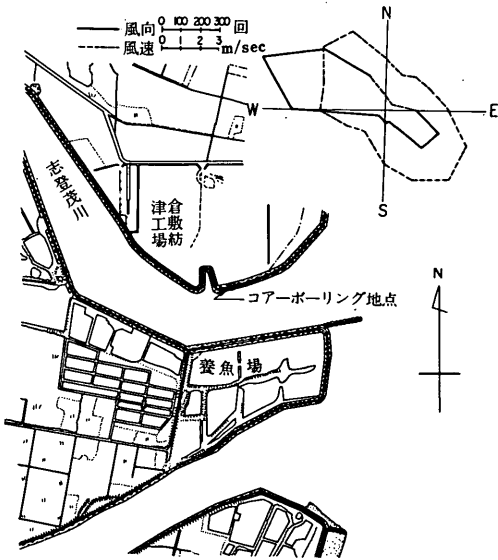 風向 0 100 200 300 回
風速 0 1 2 3 m/sec
N
W
E
S
志登茂川
倉敷紡
津工場
コアーボーリング地点
N
養魚場